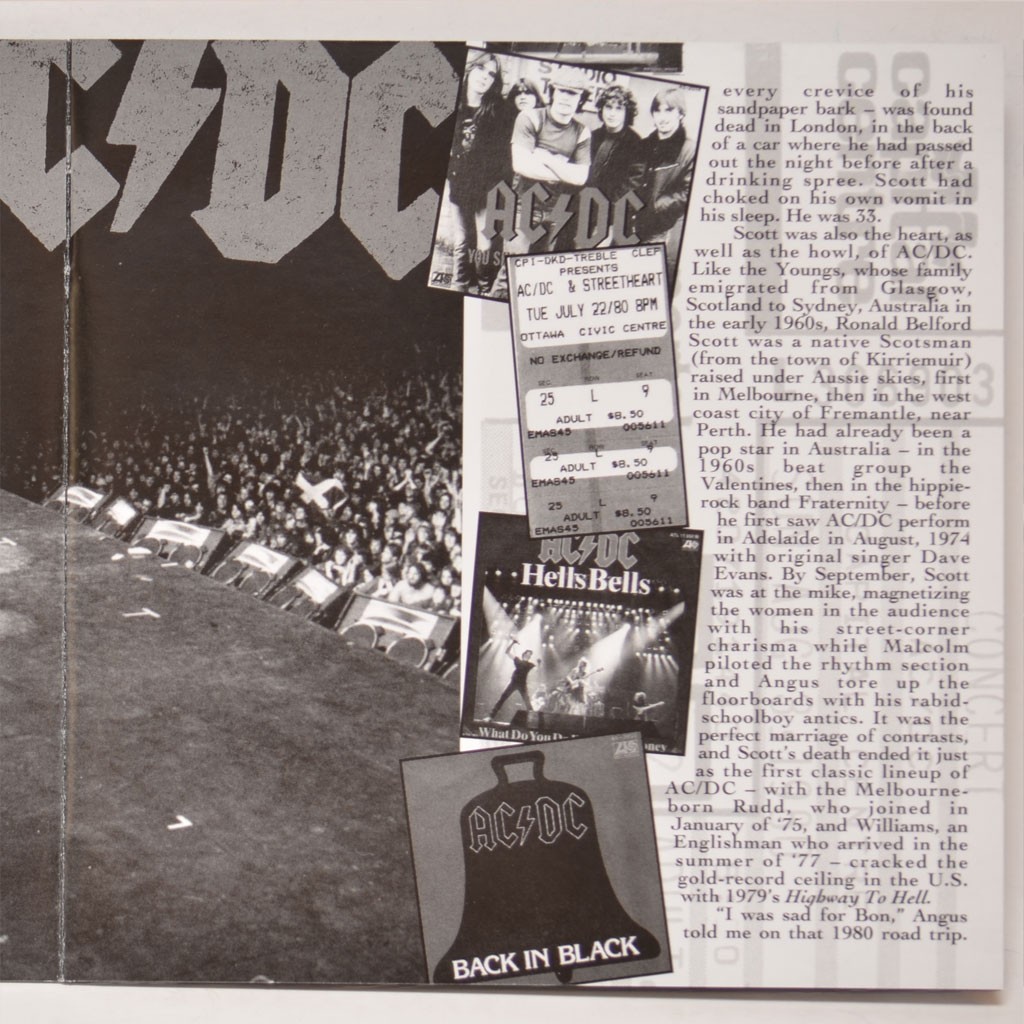 C⚡DC
STUDIO
AC⚡DC
YOU S
CPI-DKD-TREBLE CLEF
PRESENTS
AC/DC & STREETHEART
TUE JULY 22/80 8PM
OTTAWA CIVIC CENTRE
NO EXCHANGE/REFUND
SEC. ROW SEAT
25 L 9
ADULT $8.50
EMAS45 005611
SEC. ROW SEAT
25 L 9
ADULT $8.50
EMAS45 005611
25 L 9
ADULT $8.50
EMAS45 005611
AC⚡DC
Hells Bells
What Do You D
oney
AC⚡DC
BACK IN BLACK
every crevice of his
sandpaper bark – was found
dead in London, in the back
of a car where he had passed
out the night before after a
drinking spree. Scott had
choked on his own vomit in
his sleep. He was 33.
Scott was also the heart, as
well as the howl, of AC/DC.
Like the Youngs, whose family
emigrated from Glasgow,
Scotland to Sydney, Australia in
the early 1960s, Ronald Belford
Scott was a native Scotsman
(from the town of Kirriemuir)
raised under Aussie skies, first
in Melbourne, then in the west
coast city of Fremantle, near
Perth. He had already been a
pop star in Australia – in the
1960s beat group the
Valentines, then in the hippie-
rock band Fraternity – before
he first saw AC/DC perform
in Adelaide in August, 1974
with original singer Dave
Evans. By September, Scott
was at the mike, magnetizing
the women in the audience
with his street-corner
charisma while Malcolm
piloted the rhythm section
and Angus tore up the
floorboards with his rabid-
schoolboy antics. It was the
perfect marriage of contrasts,
and Scott's death ended it just
as the first classic lineup of
AC/DC – with the Melbourne-
born Rudd, who joined in
January of '75, and Williams, an
Englishman who arrived in the
summer of '77 – cracked the
gold-record ceiling in the U.S.
with 1979's Highway To Hell.
"I was sad for Bon," Angus
told me on that 1980 road trip.